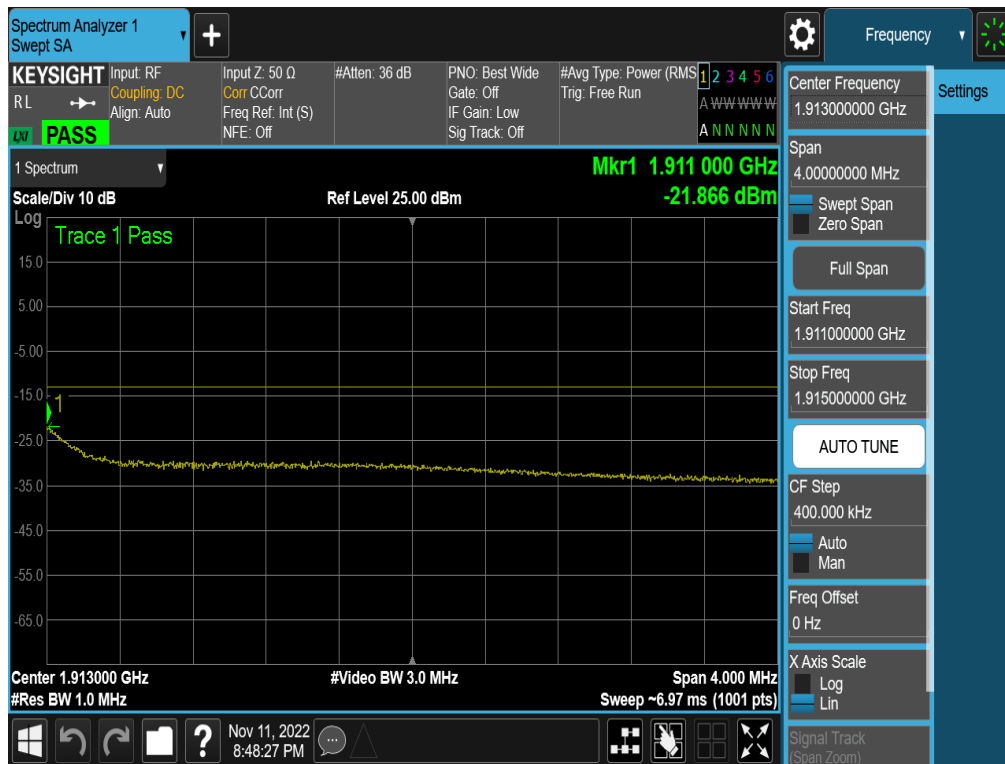 Spectrum Analyzer 1
Swept SA
Frequency
KEYSIGHT
RL
LXI
PASS
Input: RF
Coupling: DC
Align: Auto
Input Z: 50 Ω
Corr CCorr
Freq Ref: Int (S)
NFE: Off
#Atten: 36 dB
PNO: Best Wide
Gate: Off
IF Gain: Low
Sig Track: Off
#Avg Type: Power (RMS
Trig: Free Run
1 2 3 4 5 6
A W W W W W
A N N N N N
1 Spectrum
Scale/Div 10 dB
Ref Level 25.00 dBm
Mkr1 1.911 000 GHz
-21.866 dBm
Log
Trace 1 Pass
15.0
5.00
-5.00
-15.0
1
-25.0
-35.0
-45.0
-55.0
-65.0
Center 1.913000 GHz
#Video BW 3.0 MHz
Span 4.000 MHz
#Res BW 1.0 MHz
Sweep ~6.97 ms (1001 pts)
Nov 11, 2022
8:48:27 PM
?
Center Frequency
1.913000000 GHz
Span
4.00000000 MHz
Swept Span
Zero Span
Full Span
Start Freq
1.911000000 GHz
Stop Freq
1.915000000 GHz
AUTO TUNE
CF Step
400.000 kHz
Auto
Man
Freq Offset
0 Hz
X Axis Scale
Log
Lin
Signal Track
(Span Zoom)
Settings